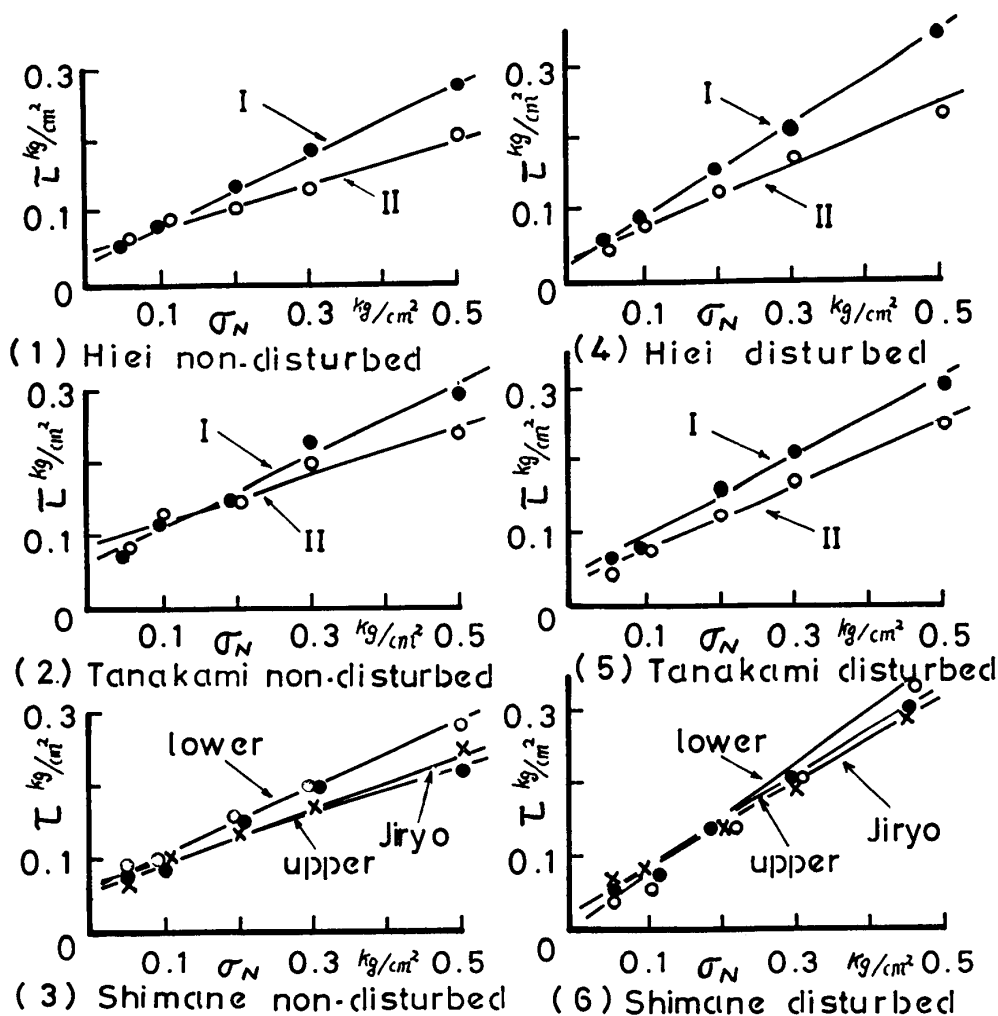 0.3
τ kg/cm²
0.1
0
I
II
0.1 σN 0.3 kg/cm² 0.5
(1) Hiei non-disturbed
0.3
τ kg/cm²
0.1
0
I
II
0.1 σN 0.3 kg/cm² 0.5
(4) Hiei disturbed
0.3
τ kg/cm²
0.1
0
I
II
0.1 σN 0.3 kg/cm² 0.5
(2) Tanakami non-disturbed
0.3
τ kg/cm²
0.1
0
I
II
0.1 σN 0.3 kg/cm² 0.5
(5) Tanakami disturbed
0.3
τ kg/cm²
0.1
0
lower
Jiryo
upper
0.1 σN 0.3 kg/cm² 0.5
(3) Shimane non-disturbed
0.3
τ kg/cm²
0.1
0
lower
Jiryo
upper
0.1 σN 0.3 kg/cm² 0.5
(6) Shimane disturbed